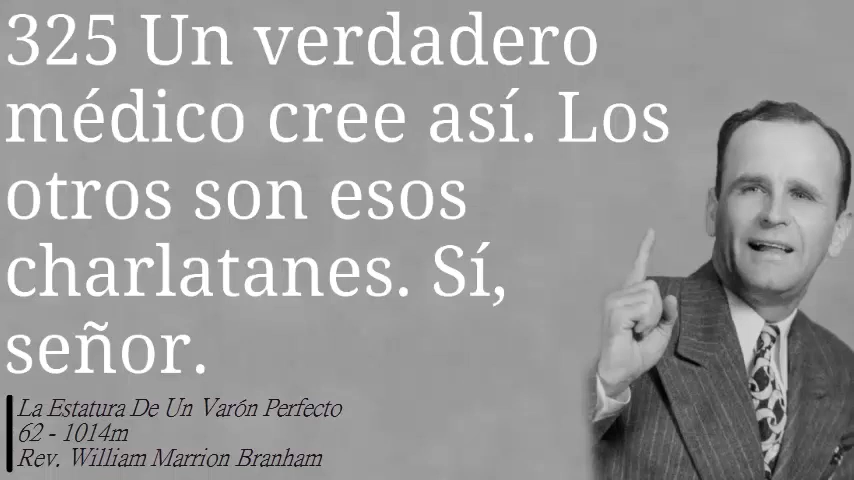 325 Un verdadero
médico cree así. Los
otros son esos
charlatanes. Sí,
señor.
La Estatura De Un Varón Perfecto
62 - 1014m
Rev. William Marrion Branham